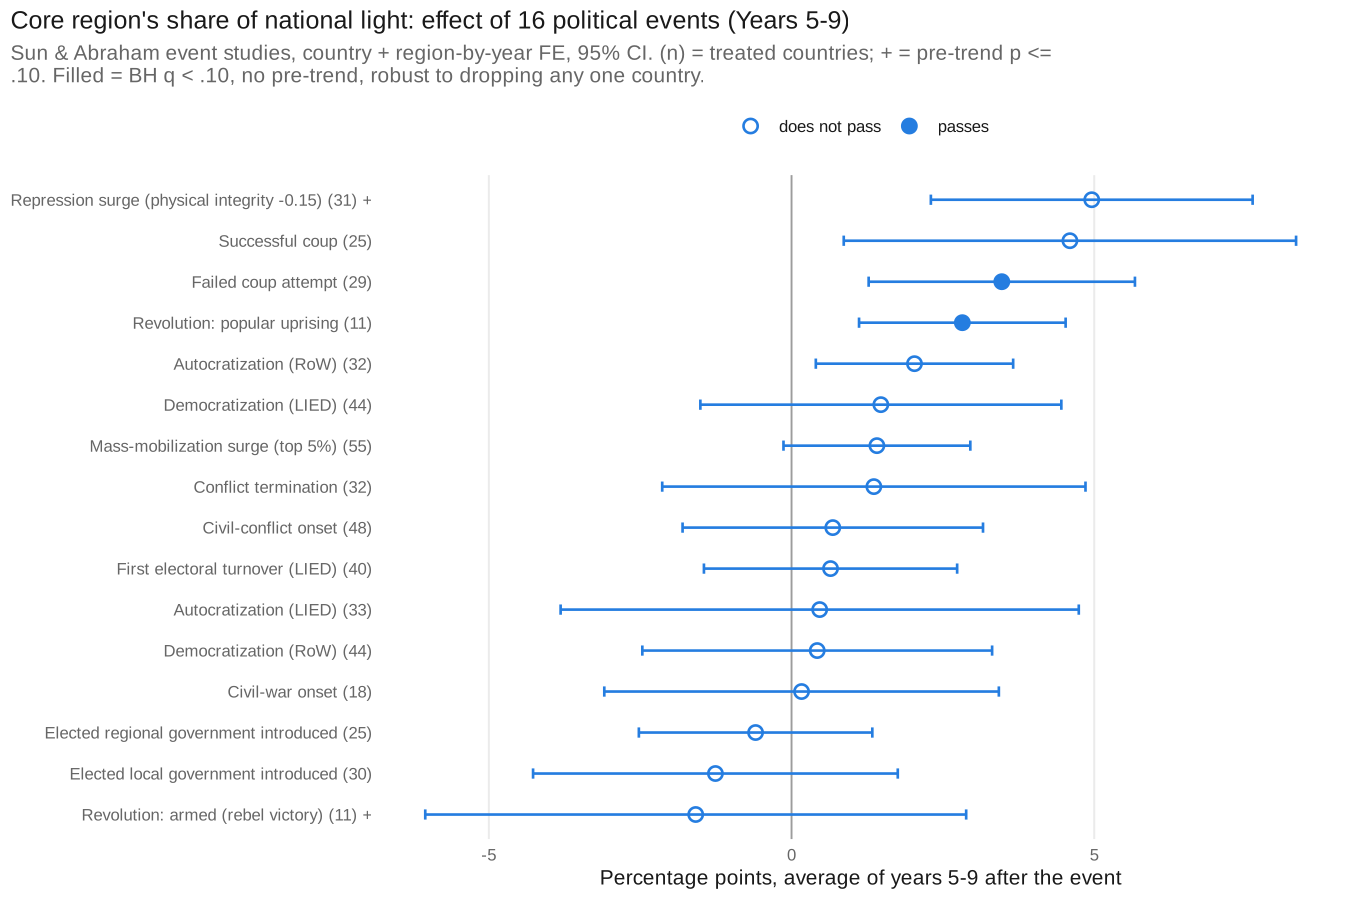 Core region's share of national light: effect of 16 political events (Years 5-9)
Sun & Abraham event studies, country + region-by-year FE, 95% CI. (n) = treated countries; + = pre-trend p <=
.10. Filled = BH q < .10, no pre-trend, robust to dropping any one country.
does not pass
passes
Repression surge (physical integrity -0.15) (31) +
Successful coup (25)
Failed coup attempt (29)
Revolution: popular uprising (11)
Autocratization (RoW) (32)
Democratization (LIED) (44)
Mass-mobilization surge (top 5%) (55)
Conflict termination (32)
Civil-conflict onset (48)
First electoral turnover (LIED) (40)
Autocratization (LIED) (33)
Democratization (RoW) (44)
Civil-war onset (18)
Elected regional government introduced (25)
Elected local government introduced (30)
Revolution: armed (rebel victory) (11) +
-5
0
5
Percentage points, average of years 5-9 after the event